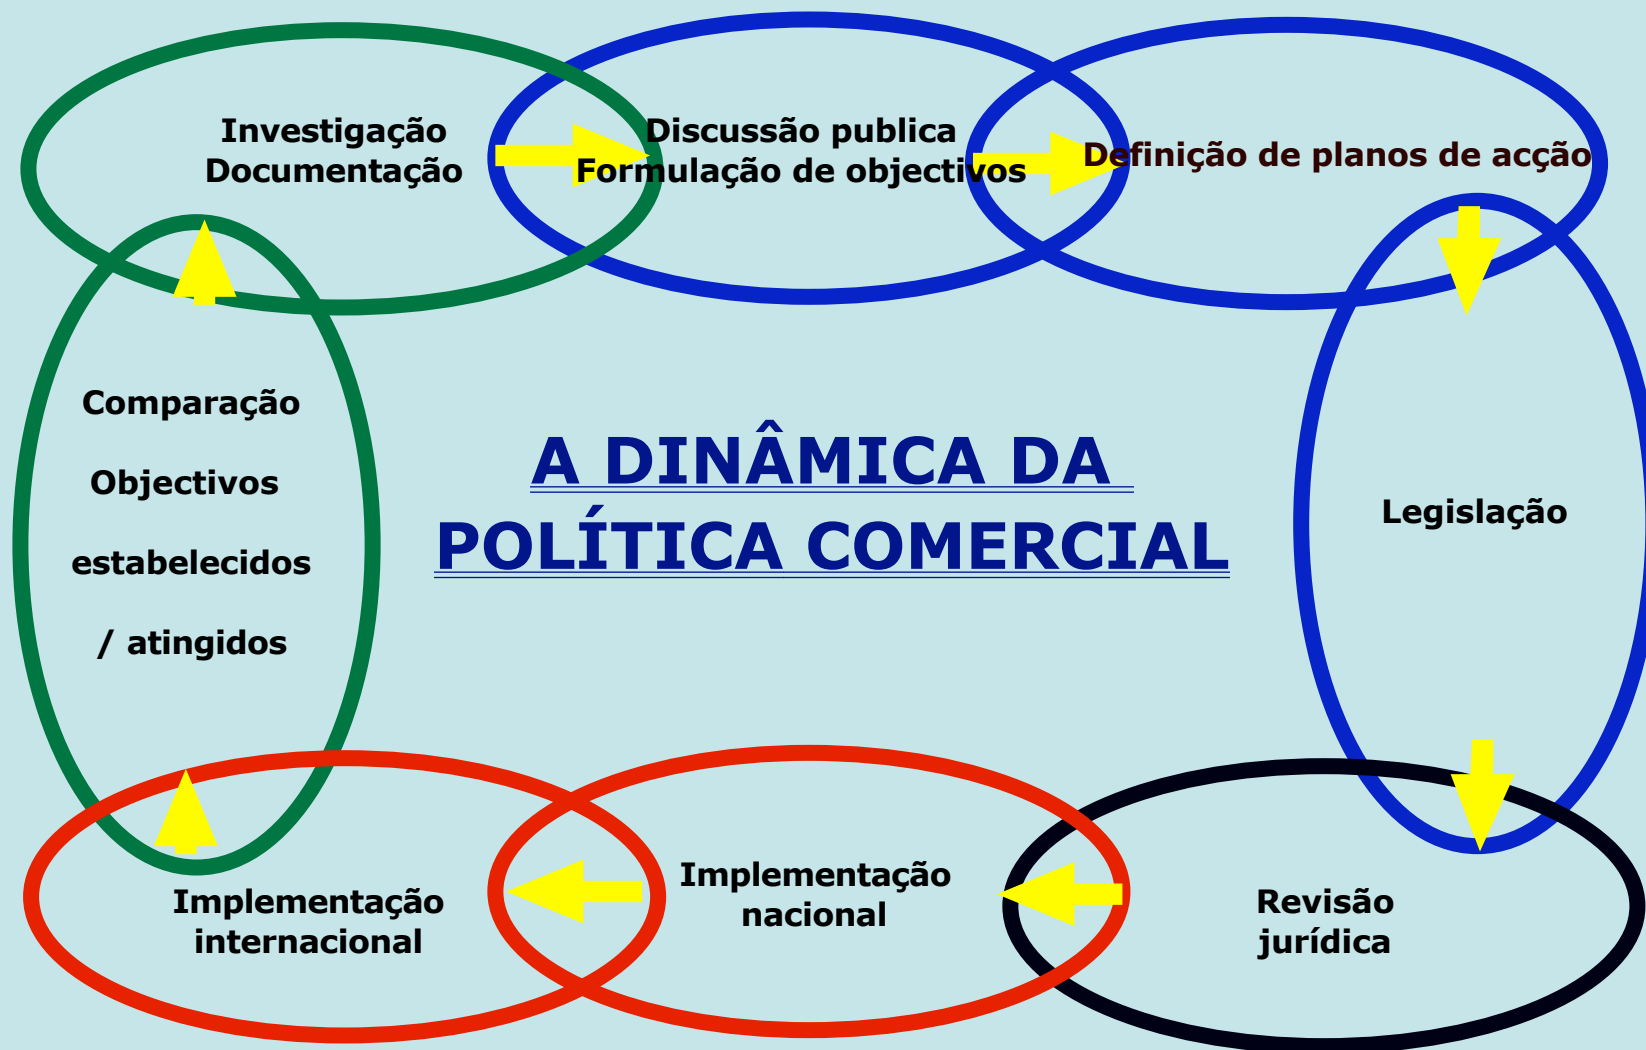 Investigação
Documentação
Discussão publica
Formulação de objectivos
Definição de planos de acção
Comparação
Objectivos
estabelecidos
/ atingidos
A DINÂMICA DA
POLÍTICA COMERCIAL
Legislação
Implementação
internacional
Implementação
nacional
Revisão
jurídica